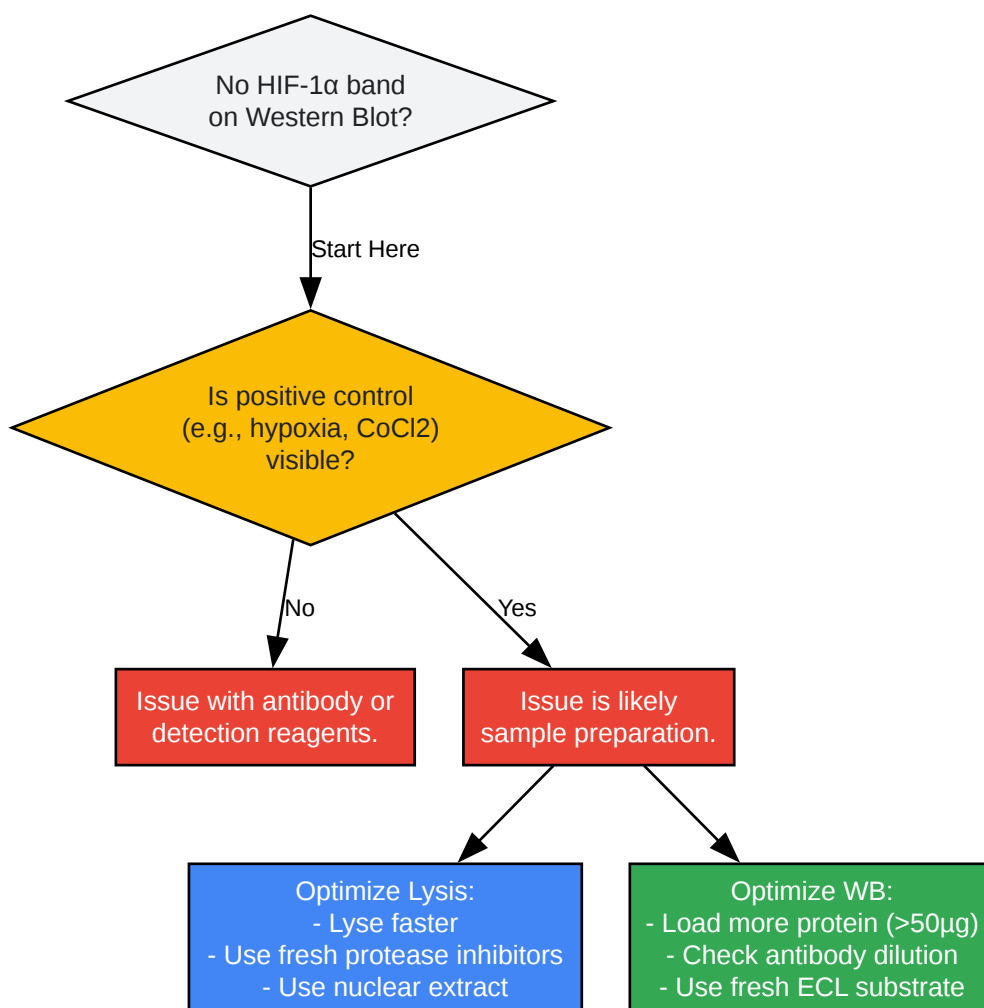 No HIF-1α band
on Western Blot?
Start Here
Is positive control
(e.g., hypoxia, CoCl2)
visible?
No
Yes
Issue with antibody or
detection reagents.
Issue is likely
sample preparation.
Optimize Lysis:
- Lyse faster
- Use fresh protease inhibitors
- Use nuclear extract
Optimize WB:
- Load more protein (>50µg)
- Check antibody dilution
- Use fresh ECL substrate